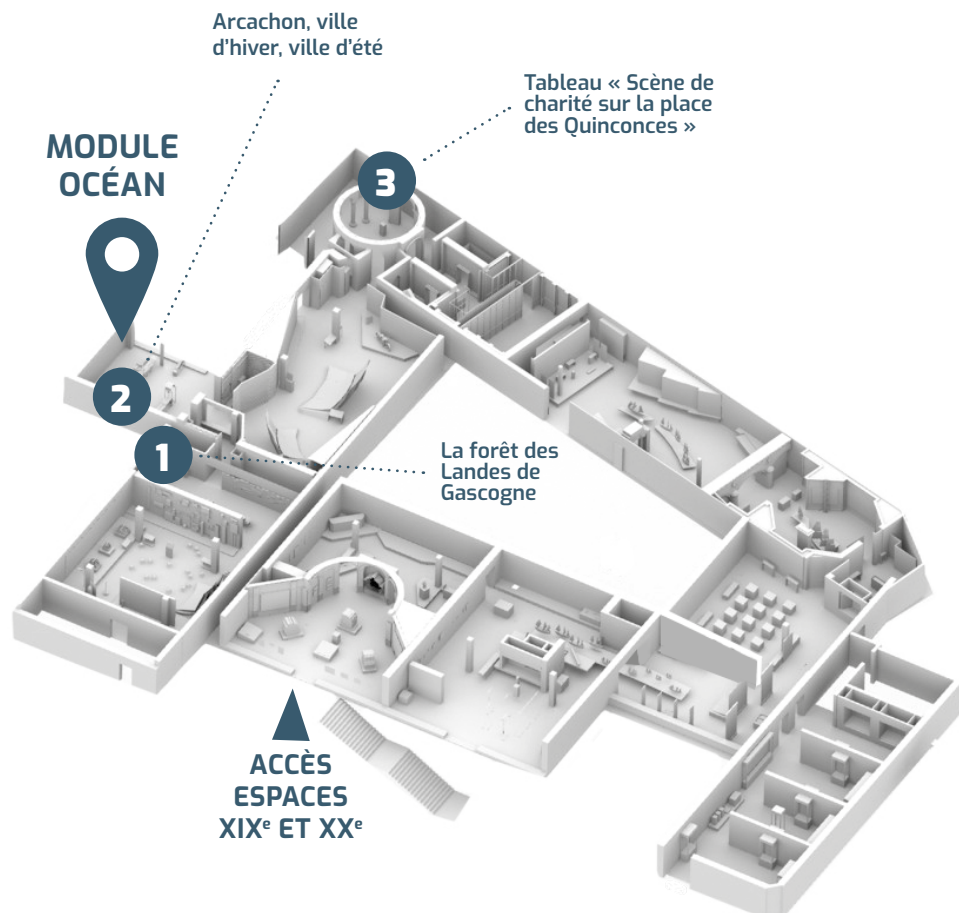 Arcachon, ville
d'hiver, ville d'été
Tableau « Scène de
charité sur la place
des Quinconces »
MODULE
OCÉAN
3
2
1
La forêt des
Landes de
Gascogne
ACCÈS
ESPACES
XIXᵉ ET XXᵉ